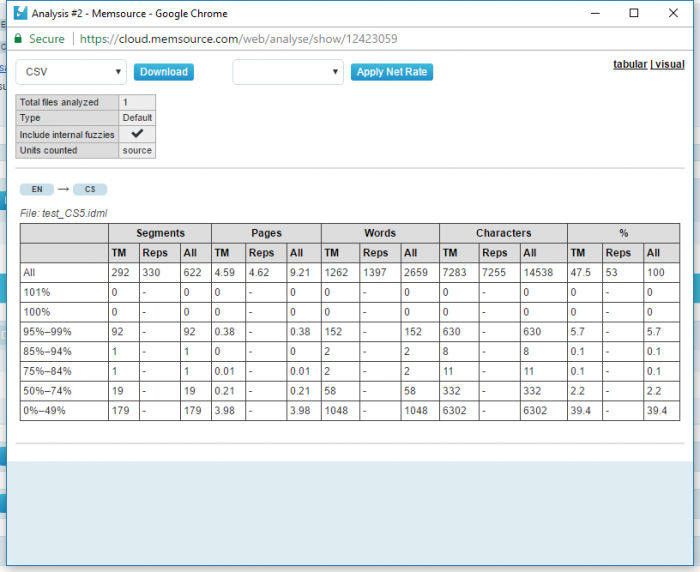 Analysis #2 - Memsource - Google Chrome
Secure | https://cloud.memsource.com/web/analyse/show/12423059
CSV Download Apply Net Rate tabular | visual
Total files analyzed 1
Type Default
Include internal fuzzies ✔
Units counted source
EN → CS
File: test_CS5.idml
Segments Pages Words Characters %
TM Reps All TM Reps All TM Reps All TM Reps All TM Reps All
All 292 330 622 4.59 4.62 9.21 1262 1397 2659 7283 7255 14538 47.5 53 100
101% 0 - 0 0 - 0 0 - 0 0 - 0 0 - 0
100% 0 - 0 0 - 0 0 - 0 0 - 0 0 - 0
95%–99% 92 - 92 0.38 - 0.38 152 - 152 630 - 630 5.7 - 5.7
85%–94% 1 - 1 0 - 0 2 - 2 8 - 8 0.1 - 0.1
75%–84% 1 - 1 0.01 - 0.01 2 - 2 11 - 11 0.1 - 0.1
50%–74% 19 - 19 0.21 - 0.21 58 - 58 332 - 332 2.2 - 2.2
0%–49% 179 - 179 3.98 - 3.98 1048 - 1048 6302 - 6302 39.4 - 39.4